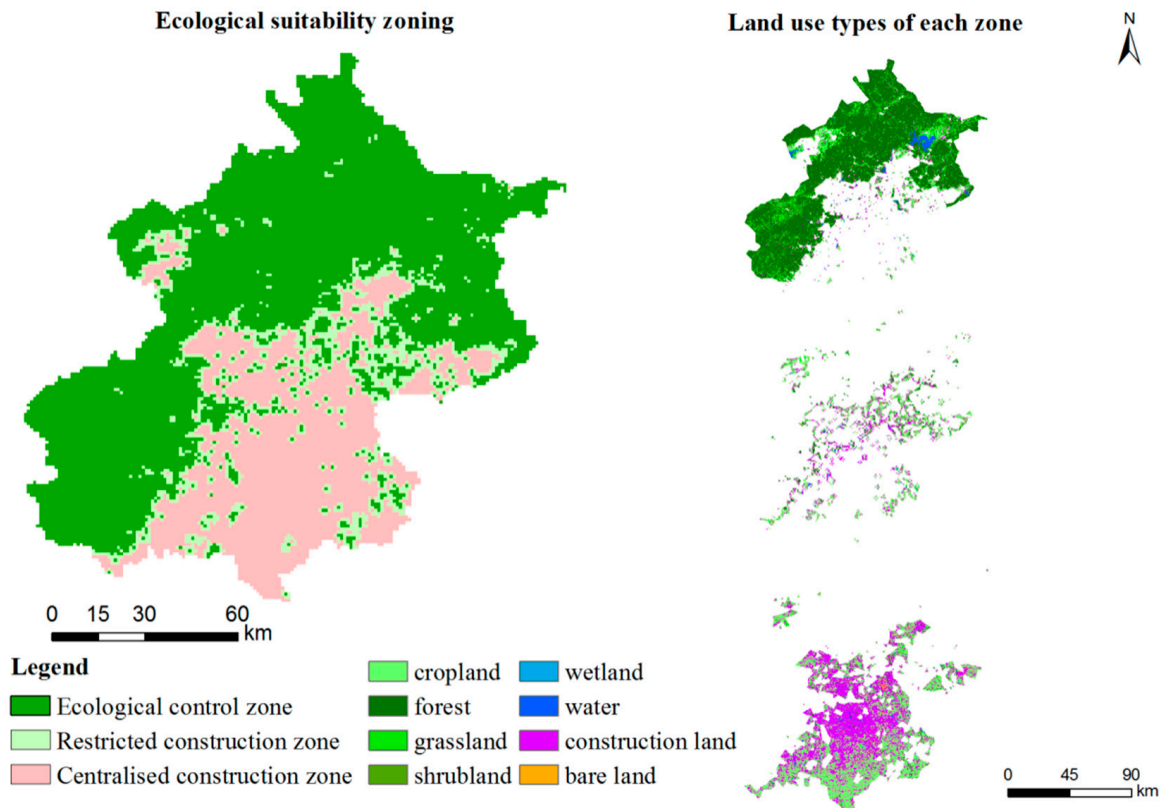 Ecological suitability zoning
Land use types of each zone
N
0 15 30 60
km
Legend
Ecological control zone
Restricted construction zone
Centralised construction zone
cropland
forest
grassland
shrubland
wetland
water
construction land
bare land
0 45 90
km